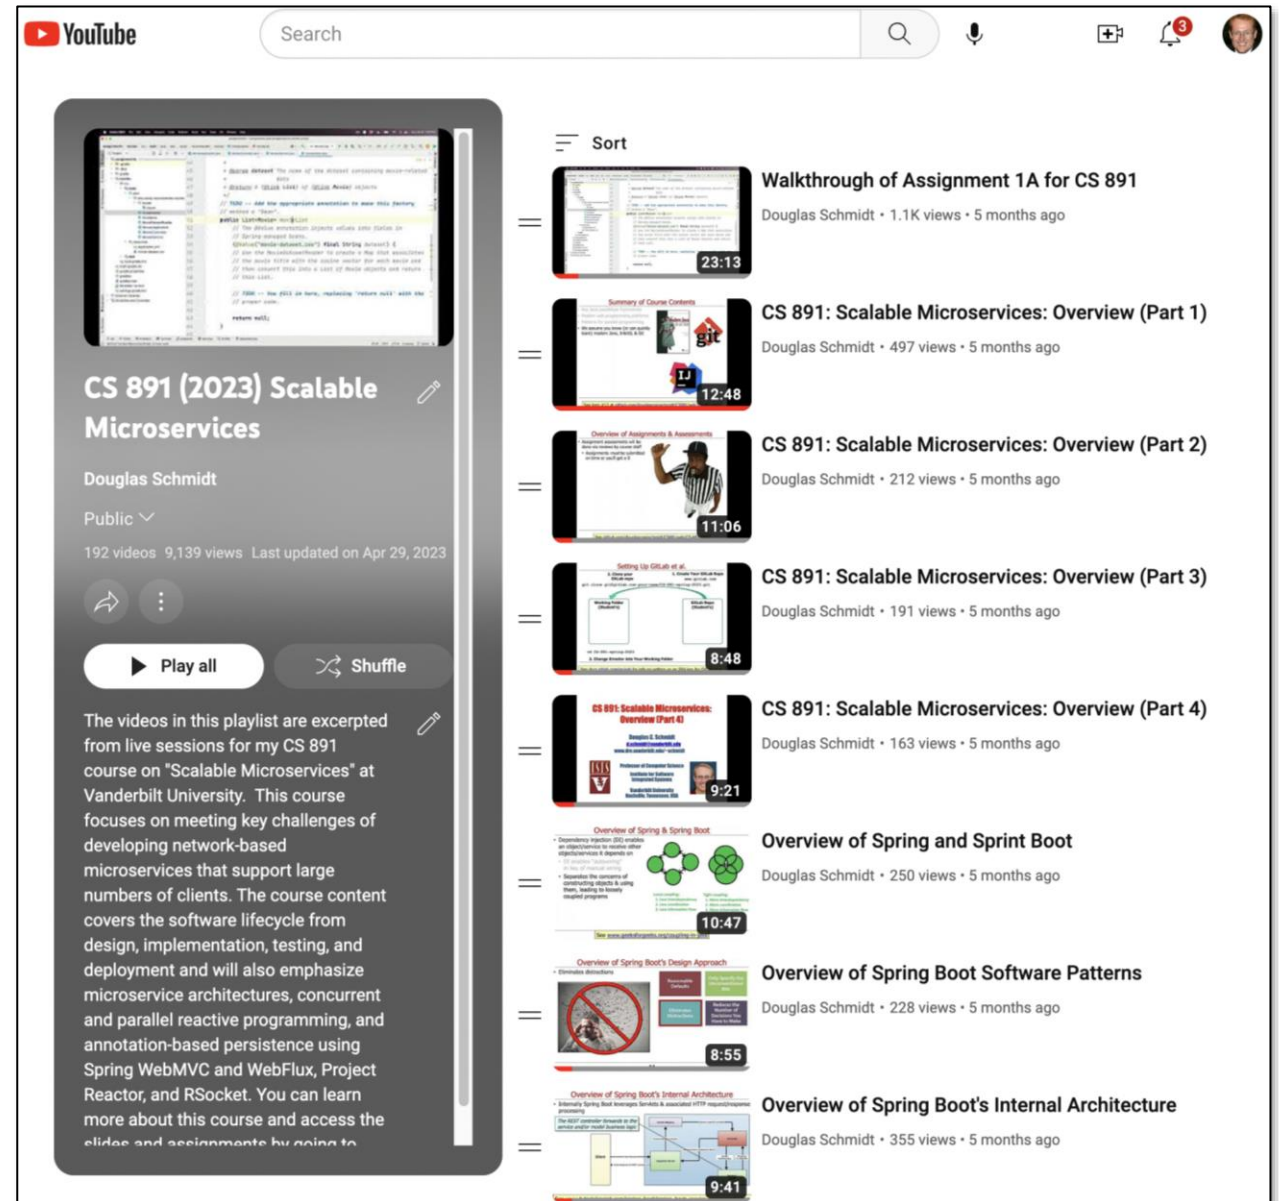 YouTube
Search
3
CS 891 (2023) Scalable
Microservices
Douglas Schmidt
Public
192 videos 9,139 views Last updated on Apr 29, 2023
Play all
Shuffle
The videos in this playlist are excerpted
from live sessions for my CS 891
course on "Scalable Microservices" at
Vanderbilt University. This course
focuses on meeting key challenges of
developing network-based
microservices that support large
numbers of clients. The course content
covers the software lifecycle from
design, implementation, testing, and
deployment and will also emphasize
microservice architectures, concurrent
and parallel reactive programming, and
annotation-based persistence using
Spring WebMVC and WebFlux, Project
Reactor, and RSocket. You can learn
more about this course and access the
slides and assignments by going to
Sort
23:13
Walkthrough of Assignment 1A for CS 891
Douglas Schmidt • 1.1K views • 5 months ago
Summary of Course Contents
git
IJ
12:48
CS 891: Scalable Microservices: Overview (Part 1)
Douglas Schmidt • 497 views • 5 months ago
Overview of Assignments & Assessments
11:06
CS 891: Scalable Microservices: Overview (Part 2)
Douglas Schmidt • 212 views • 5 months ago
Setting Up GitLab et al.
8:48
CS 891: Scalable Microservices: Overview (Part 3)
Douglas Schmidt • 191 views • 5 months ago
CS 891: Scalable Microservices:
Overview (Part 4)
Douglas C. Schmidt
9:21
CS 891: Scalable Microservices: Overview (Part 4)
Douglas Schmidt • 163 views • 5 months ago
Overview of Spring & Spring Boot
10:47
Overview of Spring and Sprint Boot
Douglas Schmidt • 250 views • 5 months ago
Overview of Spring Boot's Design Approach
8:55
Overview of Spring Boot Software Patterns
Douglas Schmidt • 228 views • 5 months ago
Overview of Spring Boot's Internal Architecture
9:41
Overview of Spring Boot's Internal Architecture
Douglas Schmidt • 355 views • 5 months ago